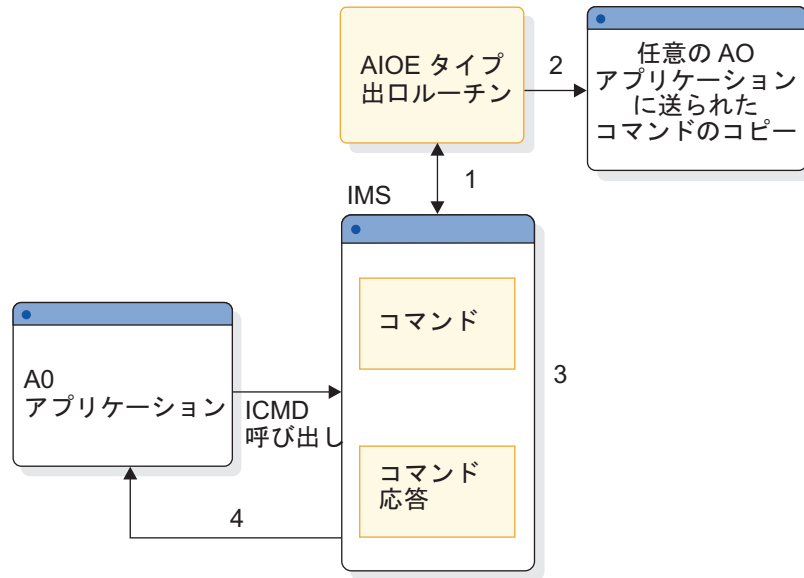 AIOE タイプ
出口ルーチン
2
任意の AO
アプリケーション
に送られた
コマンドのコピー
1
IMS
コマンド
3
A0
アプリケーション
ICMD
呼び出し
コマンド
応答
4